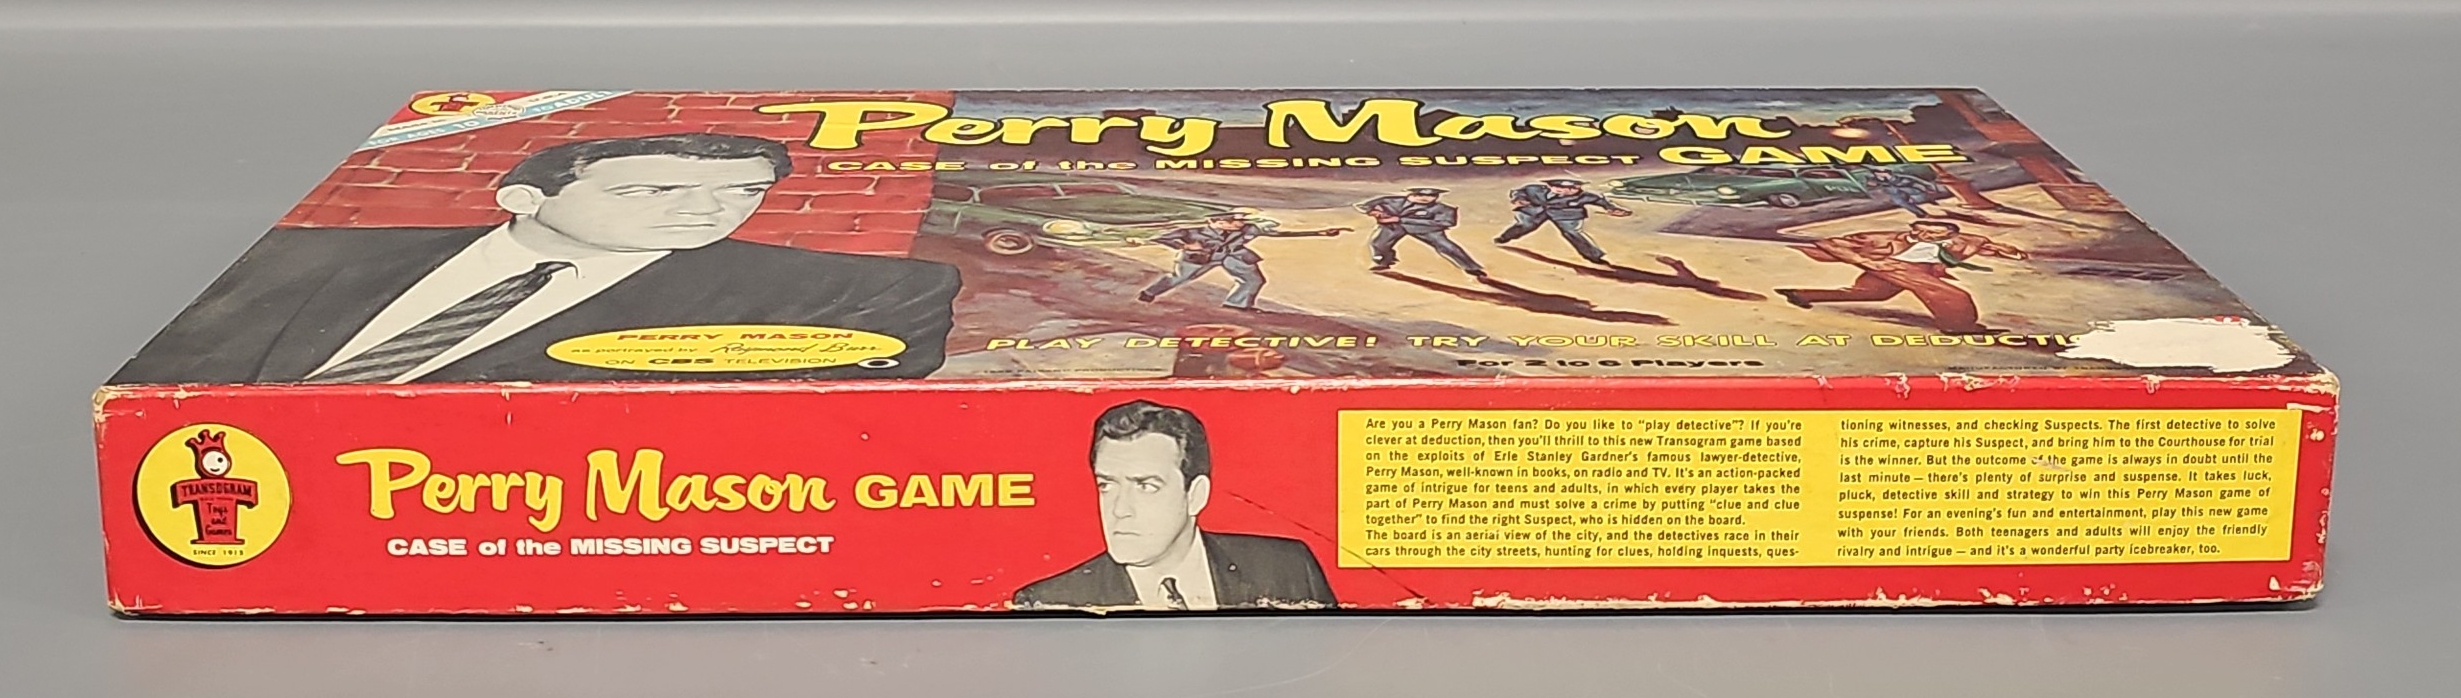 FOR AGES 10 TO ADULT
Perry Mason
CASE of the MISSING SUSPECT GAME
PERRY MASON
as portrayed by Raymond Burr
ON CBS TELEVISION
PLAY DETECTIVE! TRY YOUR SKILL AT DEDUCTI
For 2 to 6 Players
MANUFACTURED BY
TRANSOGRAM
Toys
and
Games
SINCE 1915
Perry Mason GAME
CASE of the MISSING SUSPECT
Are you a Perry Mason fan? Do you like to "play detective"? If you're
clever at deduction, then you'll thrill to this new Transogram game based
on the exploits of Erle Stanley Gardner's famous lawyer-detective,
Perry Mason, well-known in books, on radio and TV. It's an action-packed
game of intrigue for teens and adults, in which every player takes the
part of Perry Mason and must solve a crime by putting "clue and clue
together" to find the right Suspect, who is hidden on the board.
The board is an aerial view of the city, and the detectives race in their
cars through the city streets, hunting for clues, holding inquests, ques-
tioning witnesses, and checking Suspects. The first detective to solve
his crime, capture his Suspect, and bring him to the Courthouse for trial
is the winner. But the outcome of the game is always in doubt until the
last minute — there's plenty of surprise and suspense. It takes luck,
pluck, detective skill and strategy to win this Perry Mason game of
suspense! For an evening's fun and entertainment, play this new game
with your friends. Both teenagers and adults will enjoy the friendly
rivalry and intrigue — and it's a wonderful party icebreaker, too.